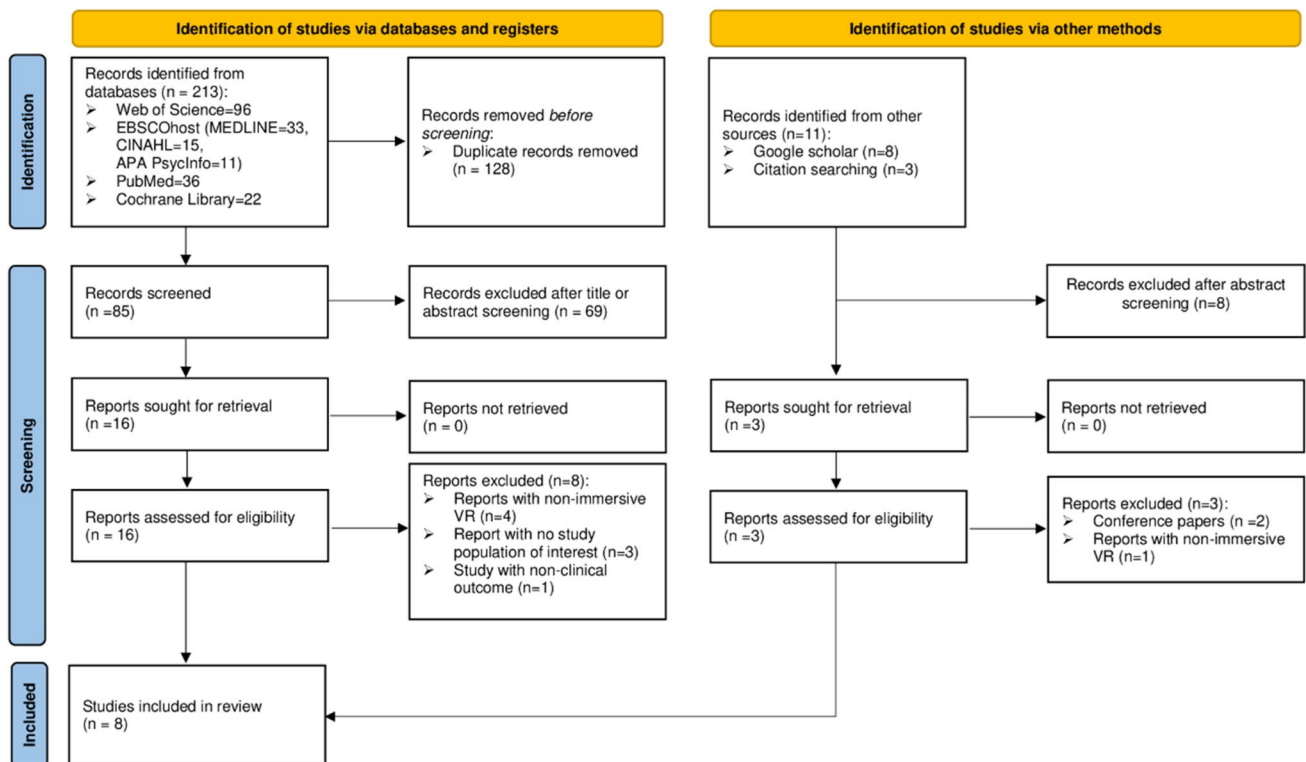 Identification of studies via databases and registers
Identification of studies via other methods
Identification
Records identified from
databases (n = 213):
➢ Web of Science=96
➢ EBSCOhost (MEDLINE=33,
CINAHL=15,
APA PsycInfo=11)
➢ PubMed=36
➢ Cochrane Library=22
Records removed before
screening:
➢ Duplicate records removed
(n = 128)
Records identified from other
sources (n=11):
➢ Google scholar (n=8)
➢ Citation searching (n=3)
Screening
Records screened
(n =85)
Records excluded after title or
abstract screening (n = 69)
Records excluded after abstract
screening (n=8)
Reports sought for retrieval
(n =16)
Reports not retrieved
(n = 0)
Reports sought for retrieval
(n =3)
Reports not retrieved
(n = 0)
Reports assessed for eligibility
(n = 16)
Reports excluded (n=8):
➢ Reports with non-immersive
VR (n=4)
➢ Report with no study
population of interest (n=3)
➢ Study with non-clinical
outcome (n=1)
Reports assessed for eligibility
(n =3)
Reports excluded (n=3):
➢ Conference papers (n =2)
➢ Reports with non-immersive
VR (n=1)
Included
Studies included in review
(n = 8)